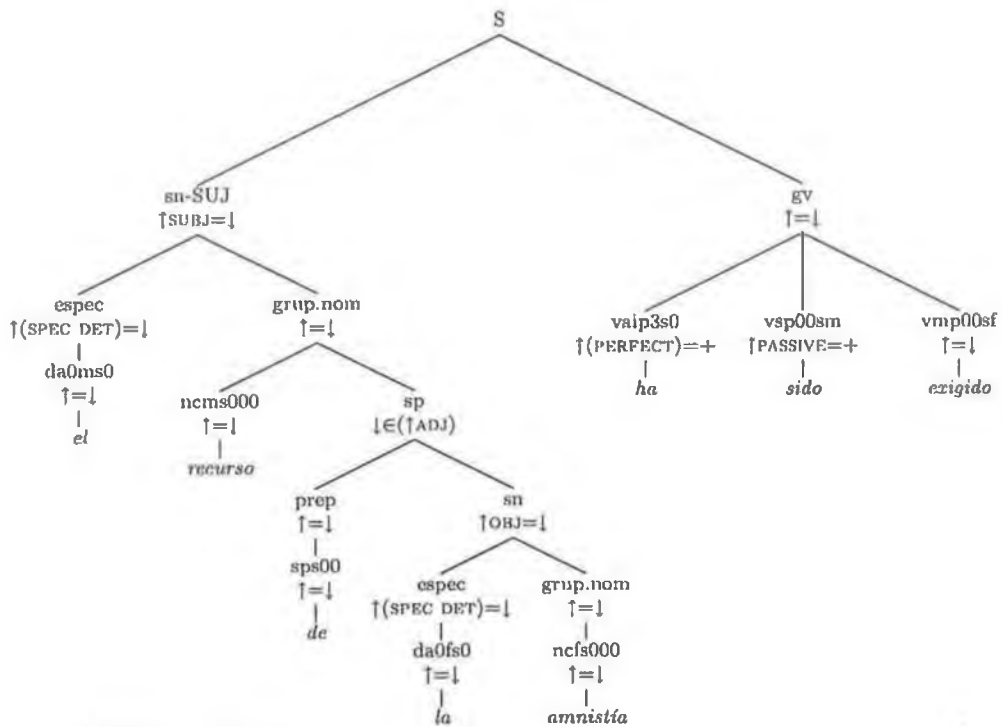 S
sn-SUJ gv
↑SUBJ=↓ ↑=↓
espec grup.nom vaip3s0 vsp00sm vmp00sf
↑(SPEC DET)=↓ ↑=↓ ↑(PERFECT)=+ ↑PASSIVE=+ ↑=↓
da0ms0 ncms000 sp ha sido exigido
↑=↓ ↑=↓ ↓∈(↑ADJ)
el recurso
prep sn
↑=↓ ↑OBJ=↓
sps00 espec grup.nom
↑=↓ ↑(SPEC DET)=↓ ↑=↓
de da0fs0 ncfs000
↑=↓ ↑=↓
la amnistía